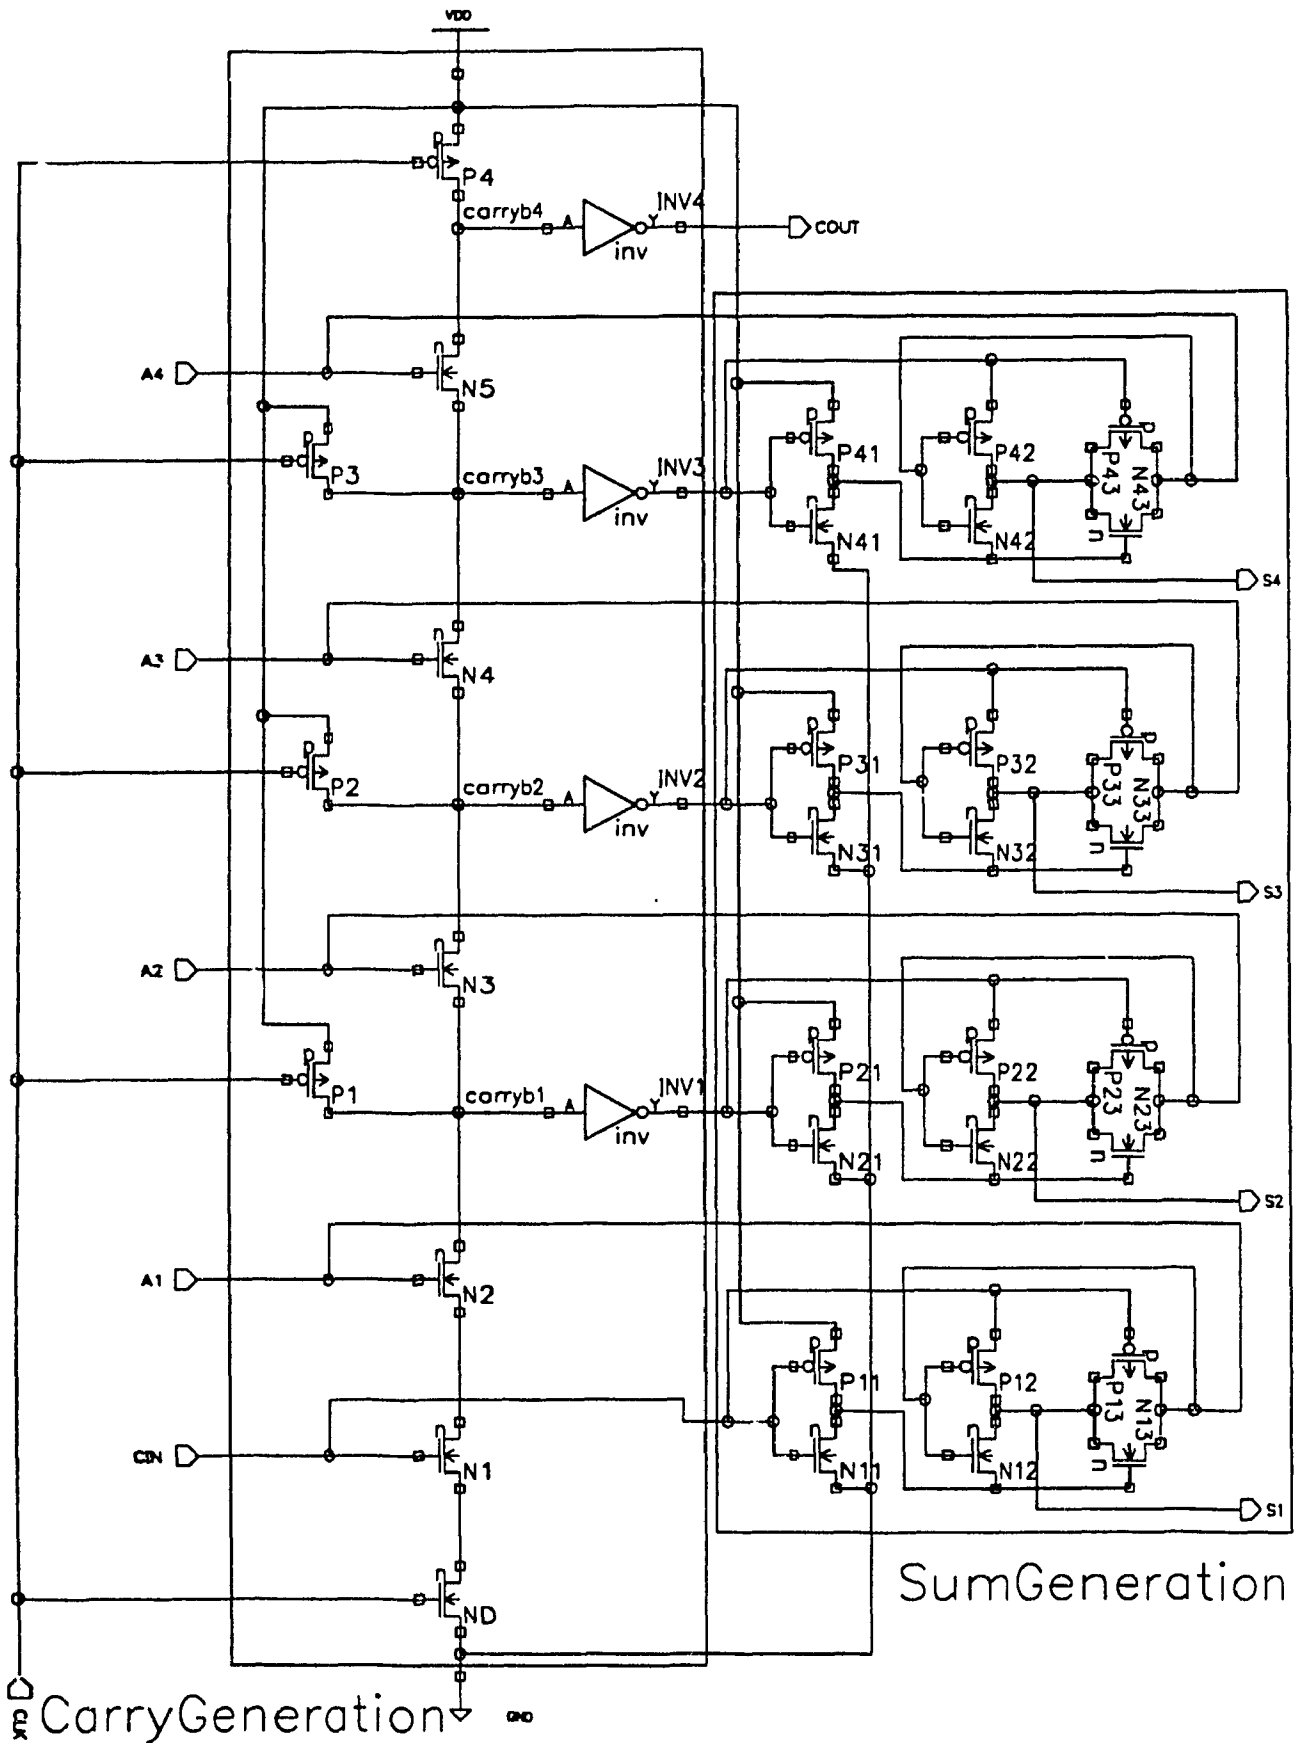 VDD
p
P4
carryb4 A Y INV4
inv
COUT
A4
n
N5
p
P3
carryb3 A Y INV3
inv
p
P41
n
N41
p
P42
n
N42
p
P43
N43
n
S4
A3
n
N4
p
P2
carryb2 A Y INV2
inv
p
P31
n
N31
p
P32
n
N32
p
P33
N33
n
S3
A2
n
N3
p
P1
carryb1 A Y INV1
inv
p
P21
n
N21
p
P22
n
N22
p
P23
N23
n
S2
A1
n
N2
CIN
n
N1
p
P11
n
N11
p
P12
n
N12
p
P13
N13
n
S1
n
ND
SumGeneration
CLK
CarryGeneration
GND